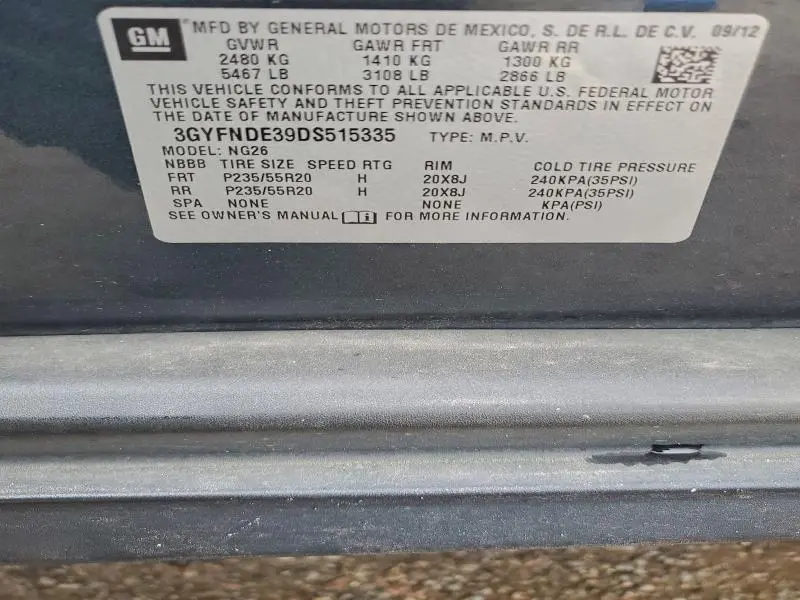 GM
MFD BY GENERAL MOTORS DE MEXICO, S. DE R.L. DE C.V. 09/12
GVWR GAWR FRT GAWR RR
2480 KG 1410 KG 1300 KG
5467 LB 3108 LB 2866 LB
THIS VEHICLE CONFORMS TO ALL APPLICABLE U.S. FEDERAL MOTOR
VEHICLE SAFETY AND THEFT PREVENTION STANDARDS IN EFFECT ON
THE DATE OF MANUFACTURE SHOWN ABOVE.
3GYFNDE39DS515335 TYPE: M.P.V.
MODEL: NG26
NBBB TIRE SIZE SPEED RTG RIM COLD TIRE PRESSURE
FRT P235/55R20 H 20X8J 240KPA(35PSI)
RR P235/55R20 H 20X8J 240KPA(35PSI)
SPA NONE NONE KPA(PSI)
SEE OWNER'S MANUAL FOR MORE INFORMATION.